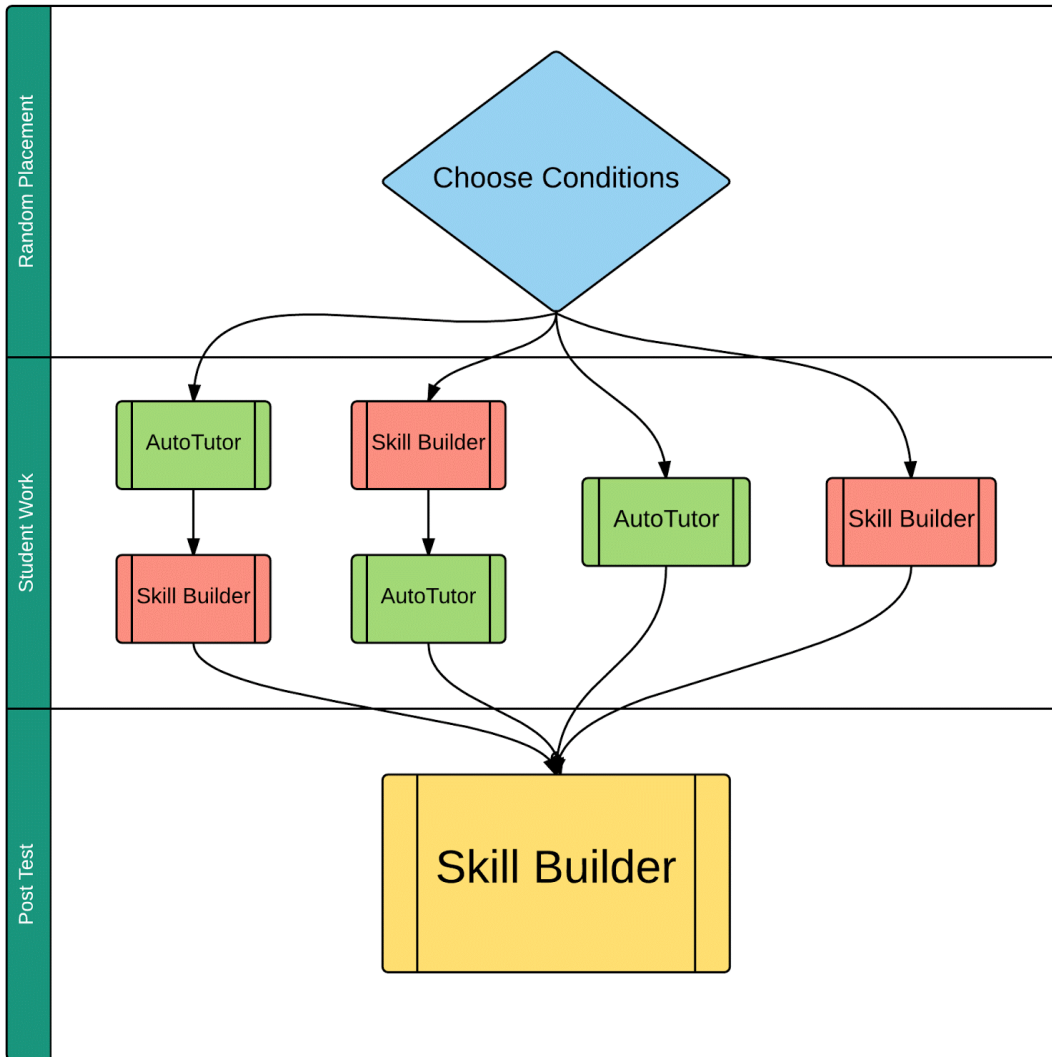 Random Placement
Choose Conditions
Student Work
AutoTutor
Skill Builder
AutoTutor
Skill Builder
Skill Builder
AutoTutor
Post Test
Skill Builder